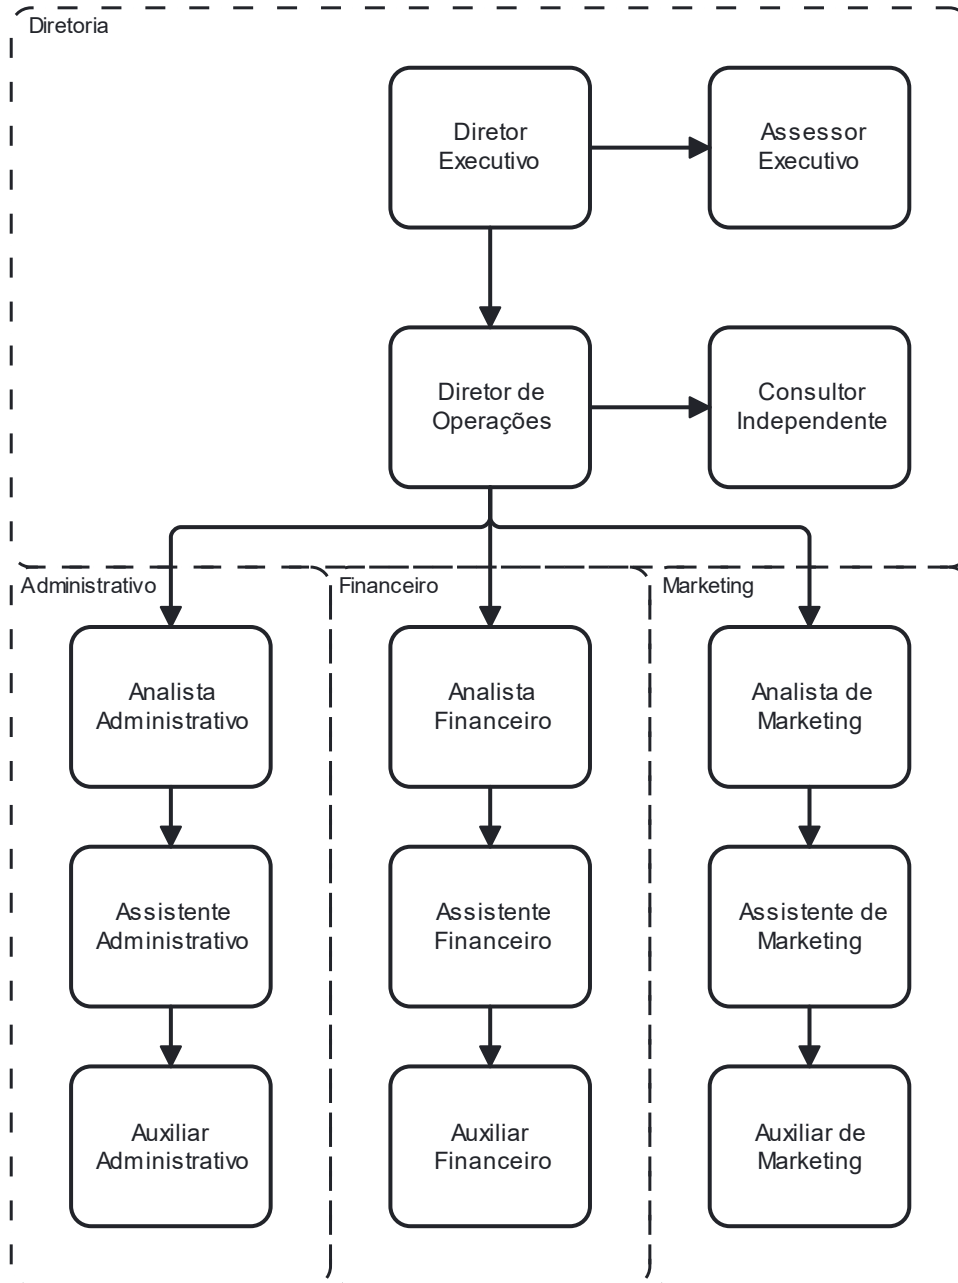 Diretoria
Diretor
Executivo
Assessor
Executivo
Diretor de
Operações
Consultor
Independente
Administrativo
Financeiro
Marketing
Analista
Administrativo
Analista
Financeiro
Analista de
Marketing
Assistente
Administrativo
Assistente
Financeiro
Assistente de
Marketing
Auxiliar
Administrativo
Auxiliar
Financeiro
Auxiliar de
Marketing